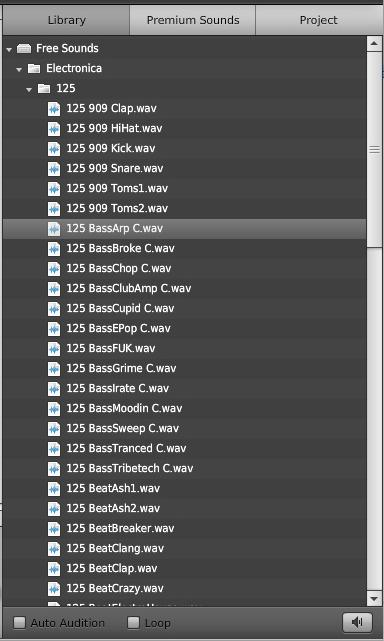 Library
Premium Sounds
Project
Free Sounds
Electronica
125
125 909 Clap.wav
125 909 HiHat.wav
125 909 Kick.wav
125 909 Snare.wav
125 909 Toms1.wav
125 909 Toms2.wav
125 BassArp C.wav
125 BassBroke C.wav
125 BassChop C.wav
125 BassClubAmp C.wav
125 BassCupid C.wav
125 BassEPop C.wav
125 BassFUK.wav
125 BassGrime C.wav
125 BassIrate C.wav
125 BassMoodin C.wav
125 BassSweep C.wav
125 BassTranced C.wav
125 BassTribetech C.wav
125 BeatAsh1.wav
125 BeatAsh2.wav
125 BeatBreaker.wav
125 BeatClang.wav
125 BeatClap.wav
125 BeatCrazy.wav
Auto Audition
Loop